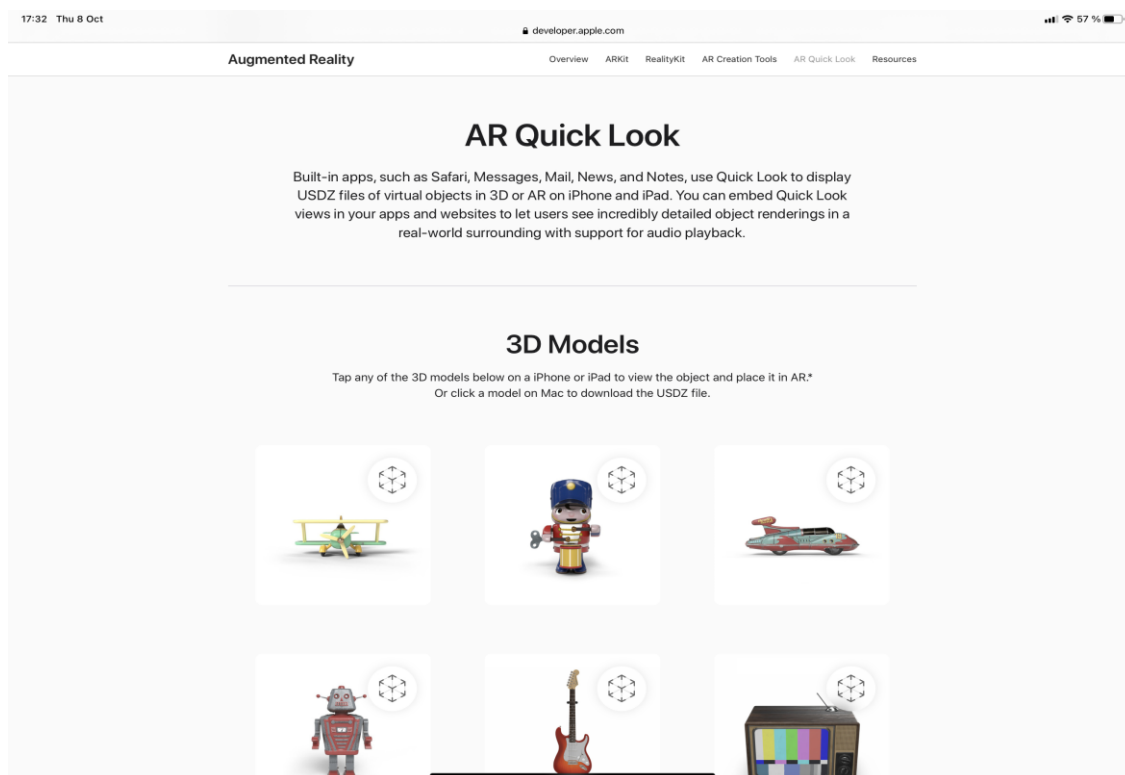 17:32 Thu 8 Oct
57 %
developer.apple.com
Augmented Reality
Overview ARKit RealityKit AR Creation Tools AR Quick Look Resources
AR Quick Look
Built-in apps, such as Safari, Messages, Mail, News, and Notes, use Quick Look to display
USDZ files of virtual objects in 3D or AR on iPhone and iPad. You can embed Quick Look
views in your apps and websites to let users see incredibly detailed object renderings in a
real-world surrounding with support for audio playback.
3D Models
Tap any of the 3D models below on a iPhone or iPad to view the object and place it in AR.*
Or click a model on Mac to download the USDZ file.